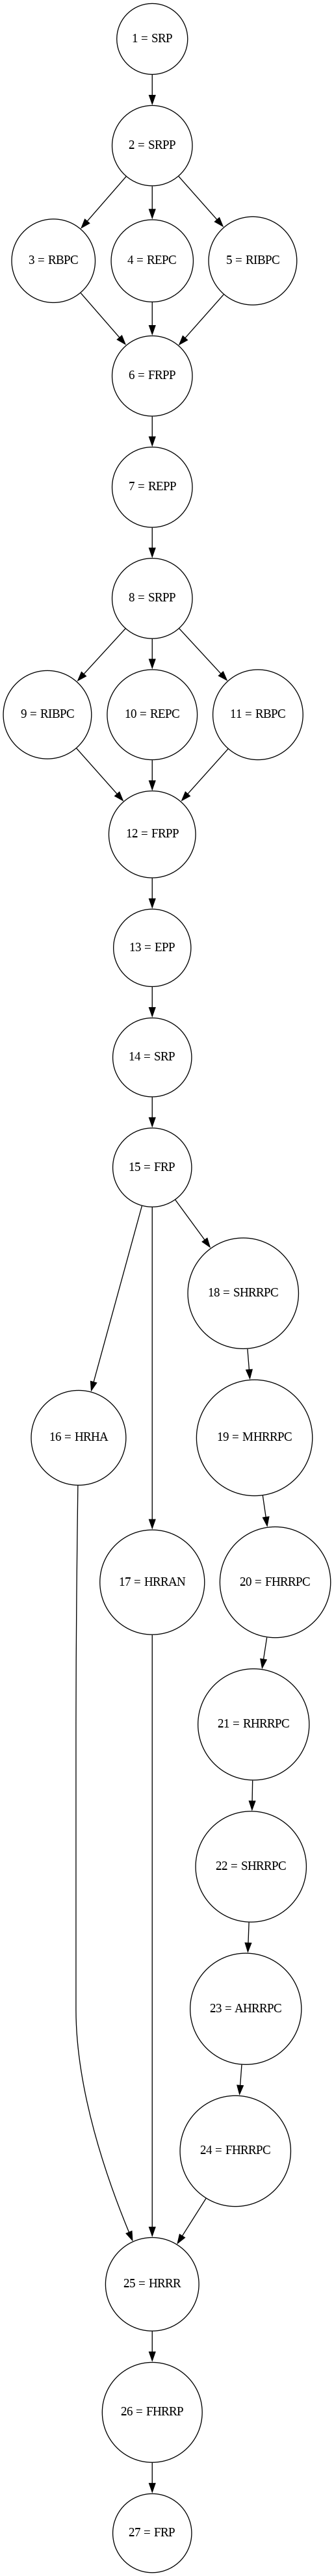 1 = SRP
2 = SRPP
3 = RBPC
4 = REPC
5 = RIBPC
6 = FRPP
7 = REPP
8 = SRPP
9 = RIBPC
10 = REPC
11 = RBPC
12 = FRPP
13 = EPP
14 = SRP
15 = FRP
18 = SHRRPC
16 = HRHA
19 = MHRRPC
17 = HRRAN
20 = FHRRPC
21 = RHRRPC
22 = SHRRPC
23 = AHRRPC
24 = FHRRPC
25 = HRRR
26 = FHRRP
27 = FRP